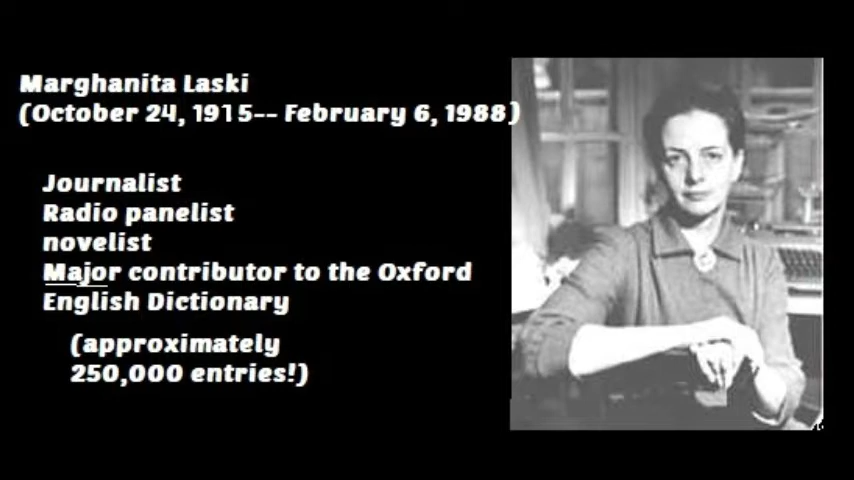 Marghanita Laski
(October 24, 1915-- February 6, 1988)
Journalist
Radio panelist
novelist
Major contributor to the Oxford
English Dictionary
(approximately
250,000 entries!)